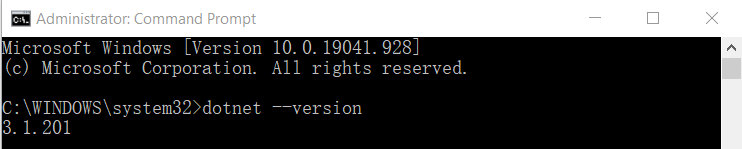 Administrator: Command Prompt
Microsoft Windows [Version 10.0.19041.928]
(c) Microsoft Corporation. All rights reserved.
C:\WINDOWS\system32>dotnet --version
3.1.201